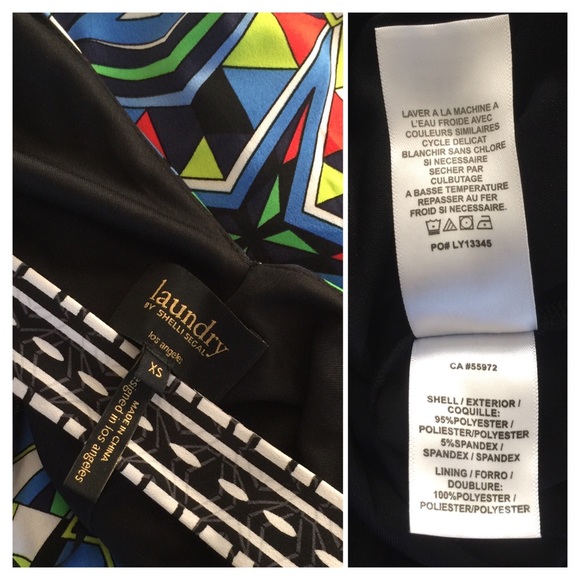 laundry
BY SHELLI SEGAL
los angeles
XS
designed in los angeles
MADE IN CHINA
LAVER A LA MACHINE A
L'EAU FROIDE AVEC
COULEURS SIMILAIRES
CYCLE DELICAT
BLANCHIR SANS CHLORE
SI NECESSAIRE
SECHER PAR
CULBUTAGE
A BASSE TEMPERATURE
REPASSER AU FER
FROID SI NECESSAIRE.
PO# LY13345
CA #55972
SHELL / EXTERIOR /
COQUILLE:
95%POLYESTER /
POLIESTER/POLYESTER
5%SPANDEX /
SPANDEX / SPANDEX
LINING / FORRO /
DOUBLURE:
100%POLYESTER /
POLIESTER/POLYESTER